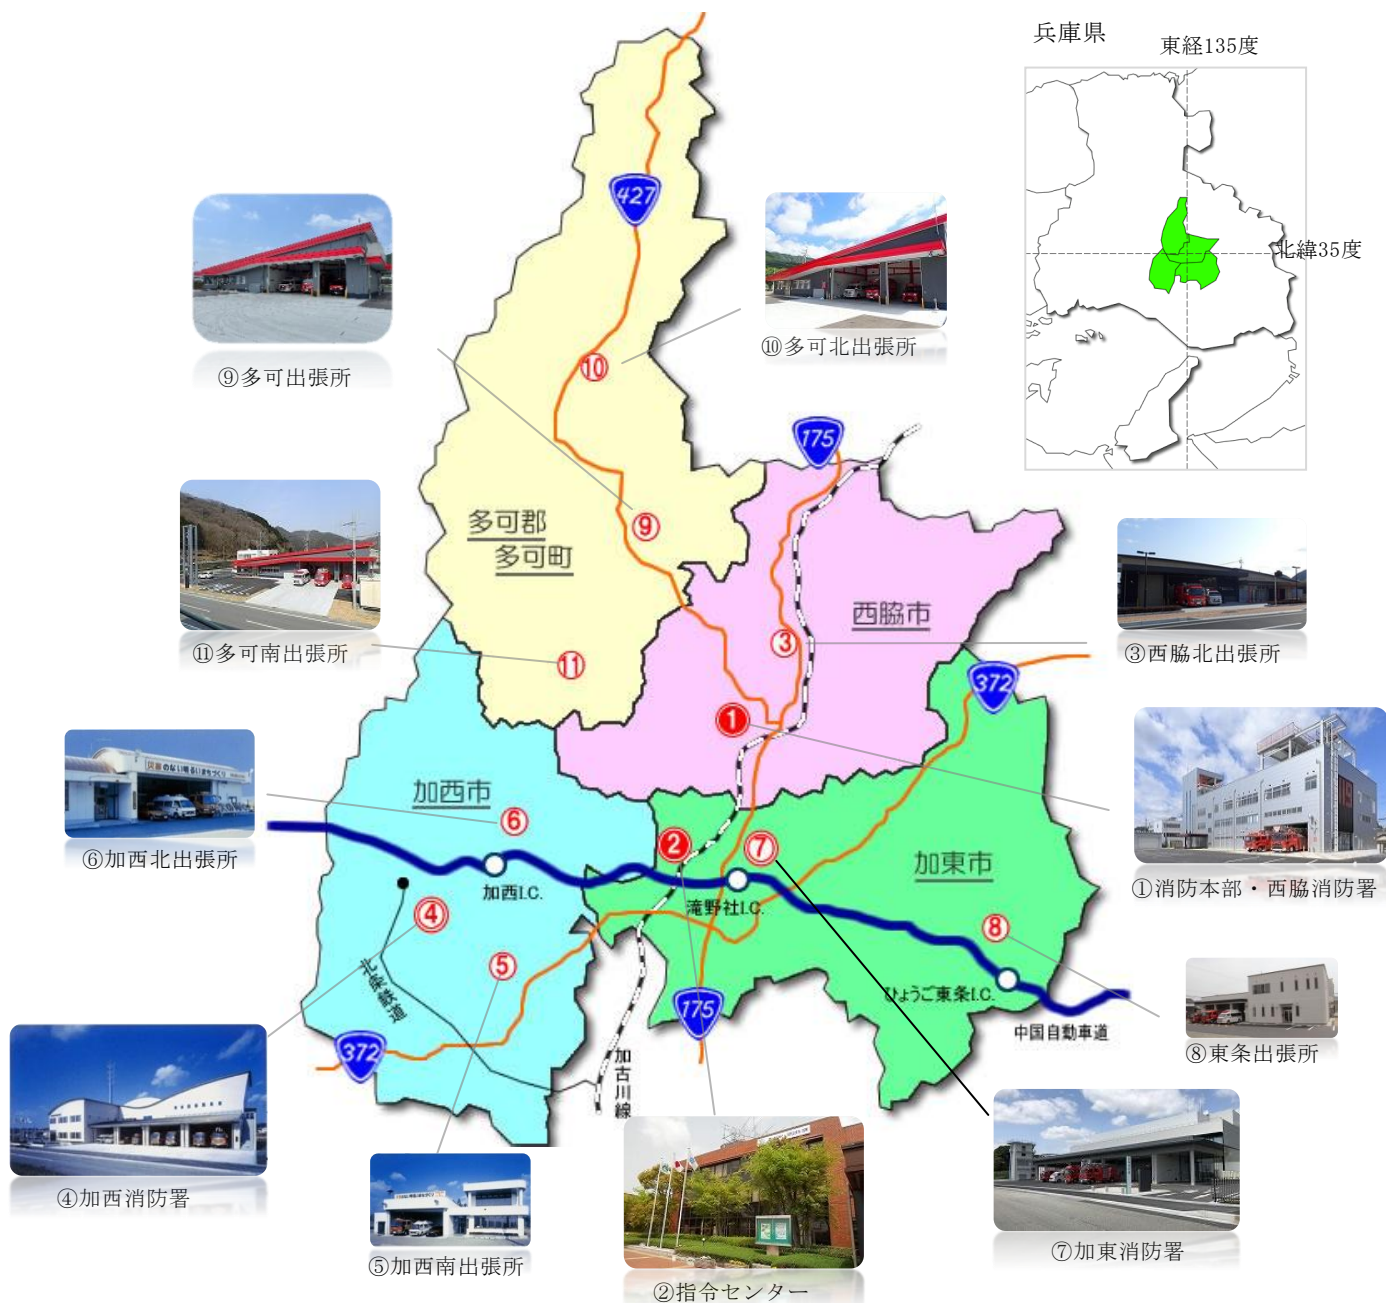 兵庫県
東経135度
北緯35度
427
⑨多可出張所
⑩多可北出張所
⑩
175
⑨
多可郡
多可町
西脇市
③
③西脇北出張所
⑪多可南出張所
⑪
372
①
①消防本部・西脇消防署
加西市
⑥
⑥加西北出張所
②
⑦
加東市
加西I.C.
滝野社I.C.
④
⑤
⑧
北条鉄道
ひょうご東条I.C.
175
中国自動車道
372
加古川線
⑧東条出張所
④加西消防署
⑤加西南出張所
②指令センター
⑦加東消防署